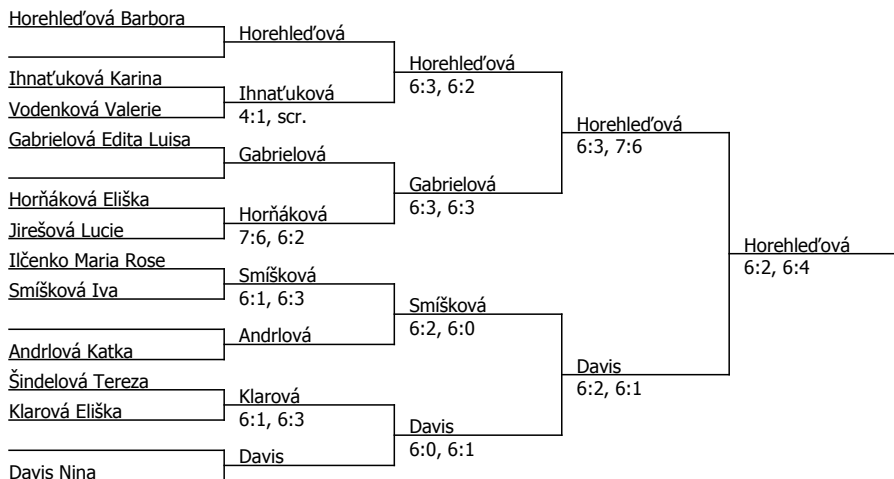 Horehleďová Barbora
Horehleďová
Horehleďová
6:3, 6:2
Ihnaťuková Karina
Ihnaťuková
4:1, scr.
Vodenková Valerie
Horehleďová
6:3, 7:6
Gabrielová Edita Luisa
Gabrielová
Gabrielová
6:3, 6:3
Horňáková Eliška
Horňáková
7:6, 6:2
Jirešová Lucie
Horehleďová
6:2, 6:4
Ilčenko Maria Rose
Smíšková
6:1, 6:3
Smíšková Iva
Smíšková
6:2, 6:0
Andrlová
Andrlová Katka
Davis
6:2, 6:1
Šindelová Tereza
Klarová
6:1, 6:3
Klarová Eliška
Davis
6:0, 6:1
Davis
Davis Nina